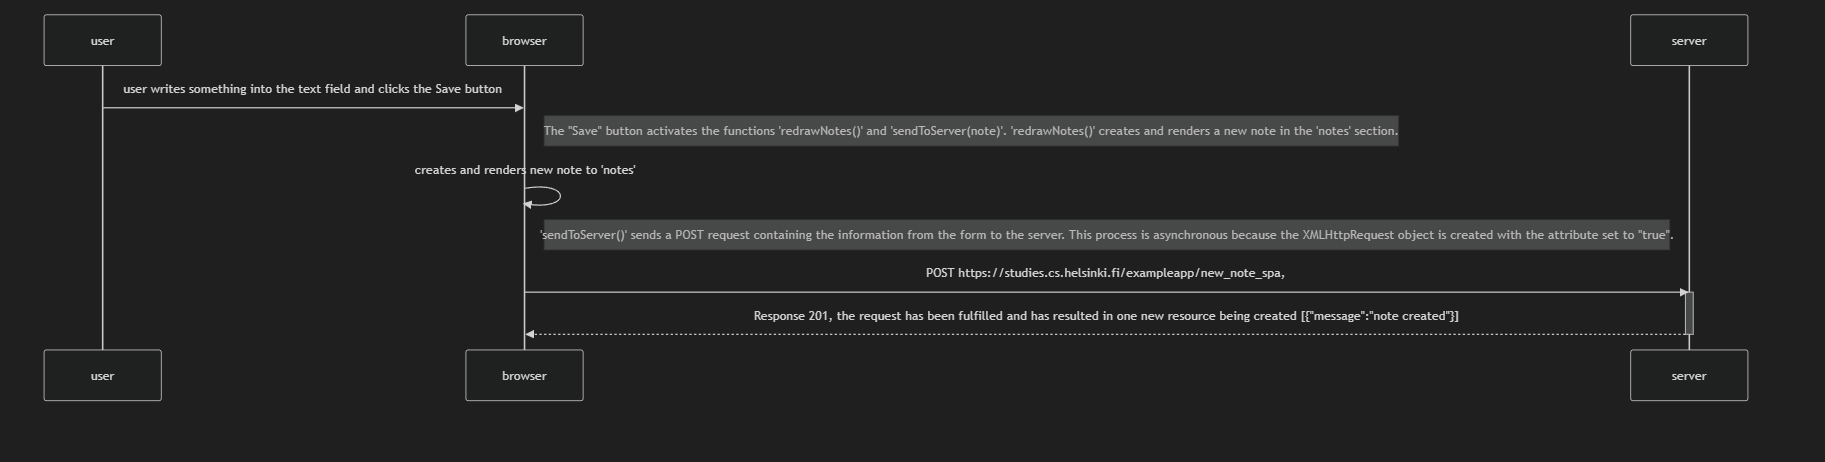 user
browser
server
user writes something into the text field and clicks the Save button
The "Save" button activates the functions 'redrawNotes()' and 'sendToServer(note)'. 'redrawNotes()' creates and renders a new note in the 'notes' section.
creates and renders new note to 'notes'
'sendToServer()' sends a POST request containing the information from the form to the server. This process is asynchronous because the XMLHttpRequest object is created with the attribute set to "true".
POST https://studies.cs.helsinki.fi/exampleapp/new_note_spa,
Response 201, the request has been fulfilled and has resulted in one new resource being created [{"message":"note created"}]
user
browser
server